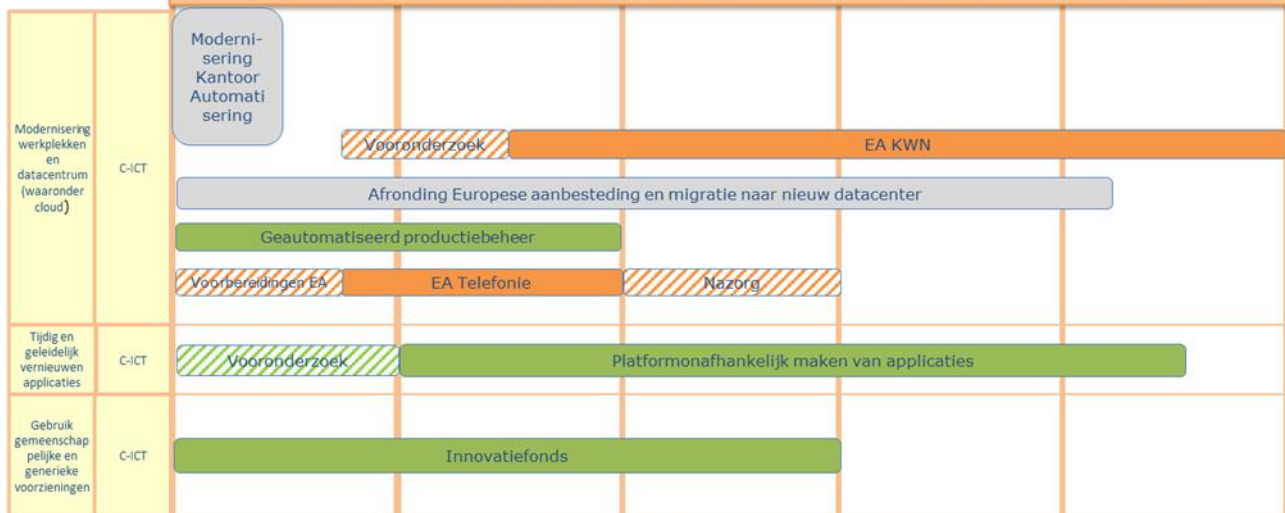 Moderni-
sering
Kantoor
Automati
sering
Modernisering
werkplekken
en
datacentrum
(waaronder
cloud)
C-ICT
Vooronderzoek
EA KWN
Afronding Europese aanbesteding en migratie naar nieuw datacenter
Geautomatiseerd productiebeheer
Voorbereidingen EA
EA Telefonie
Nazorg
Tijdig en
geleidelijk
vernieuwen
applicaties
C-ICT
Vooronderzoek
Platformonafhankelijk maken van applicaties
Gebruik
gemeenschap
pelijke en
generieke
voorzieningen
C-ICT
Innovatiefonds